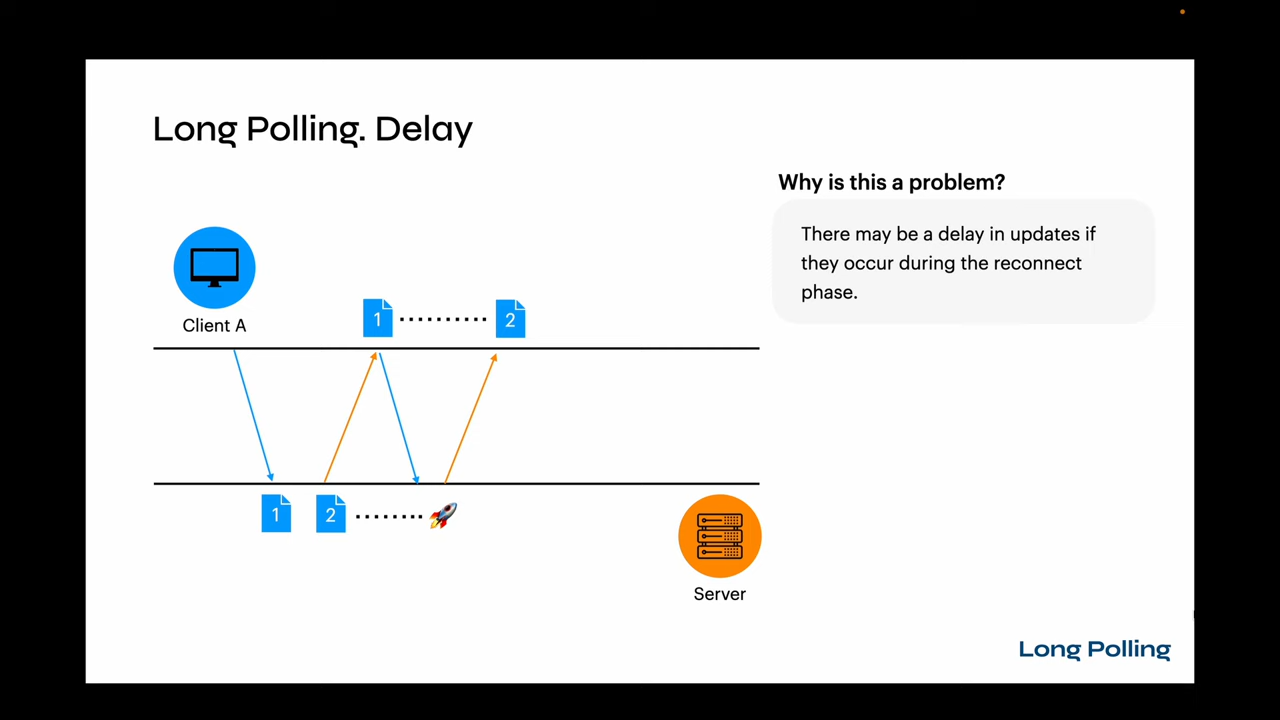 Long Polling. Delay
Why is this a problem?
There may be a delay in updates if
they occur during the reconnect
phase.
Client A
1
2
1
2
Server
Long Polling